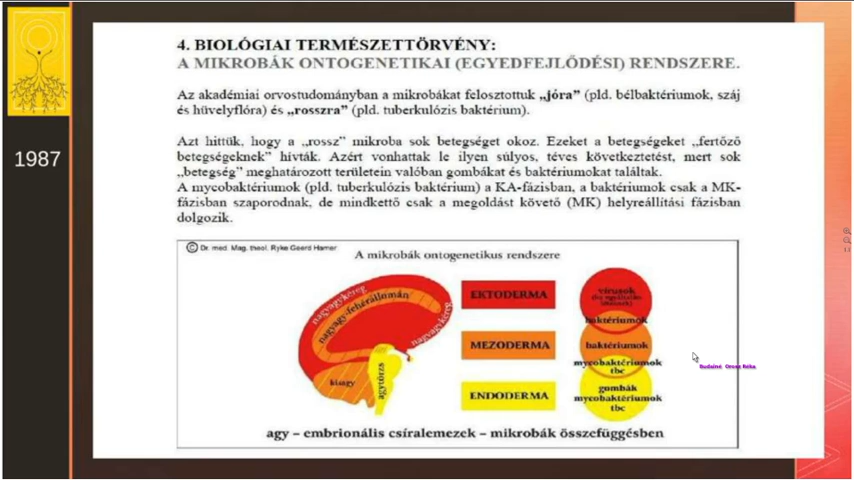 4. BIOLÓGIAI TERMÉSZETTÖRVÉNY:
A MIKROBÁK ONTOGENETIKAI (EGYEDFEJLŐDÉSI) RENDSZERE.
Az akadémiai orvostudományban a mikrobákat felosztottuk „jóra” (pld. bélbaktériumok, száj
és hüvelyflóra) és „rosszra” (pld. tuberkulózis baktérium).
1987
Azt hittük, hogy a „rossz” mikroba sok betegséget okoz. Ezeket a betegségeket „fertőző
betegségeknek” hívták. Azért vonhattak le ilyen súlyos, téves következtetést, mert sok
„betegség” meghatározott területein valóban gombákat és baktériumokat találtak.
A mycobaktériumok (pld. tuberkulózis baktérium) a KA-fázisban, a baktériumok csak a MK-
fázisban szaporodnak, de mindkettő csak a megoldást követő (MK) helyreállítási fázisban
dolgozik.
© Dr. med. Mag. theol. Ryke Geerd Hamer
A mikrobák ontogenetikus rendszere
nagyagykéreg
nagyagy-fehérállomány
nagyagykéreg
kisagy
agytörzs
EKTODERMA
MEZODERMA
ENDODERMA
vírusok
baktériumok
baktériumok
mycobaktériumok
tbc
gombák
mycobaktériumok
tbc
agy – embrionális csíralemezek – mikrobák összefüggésben